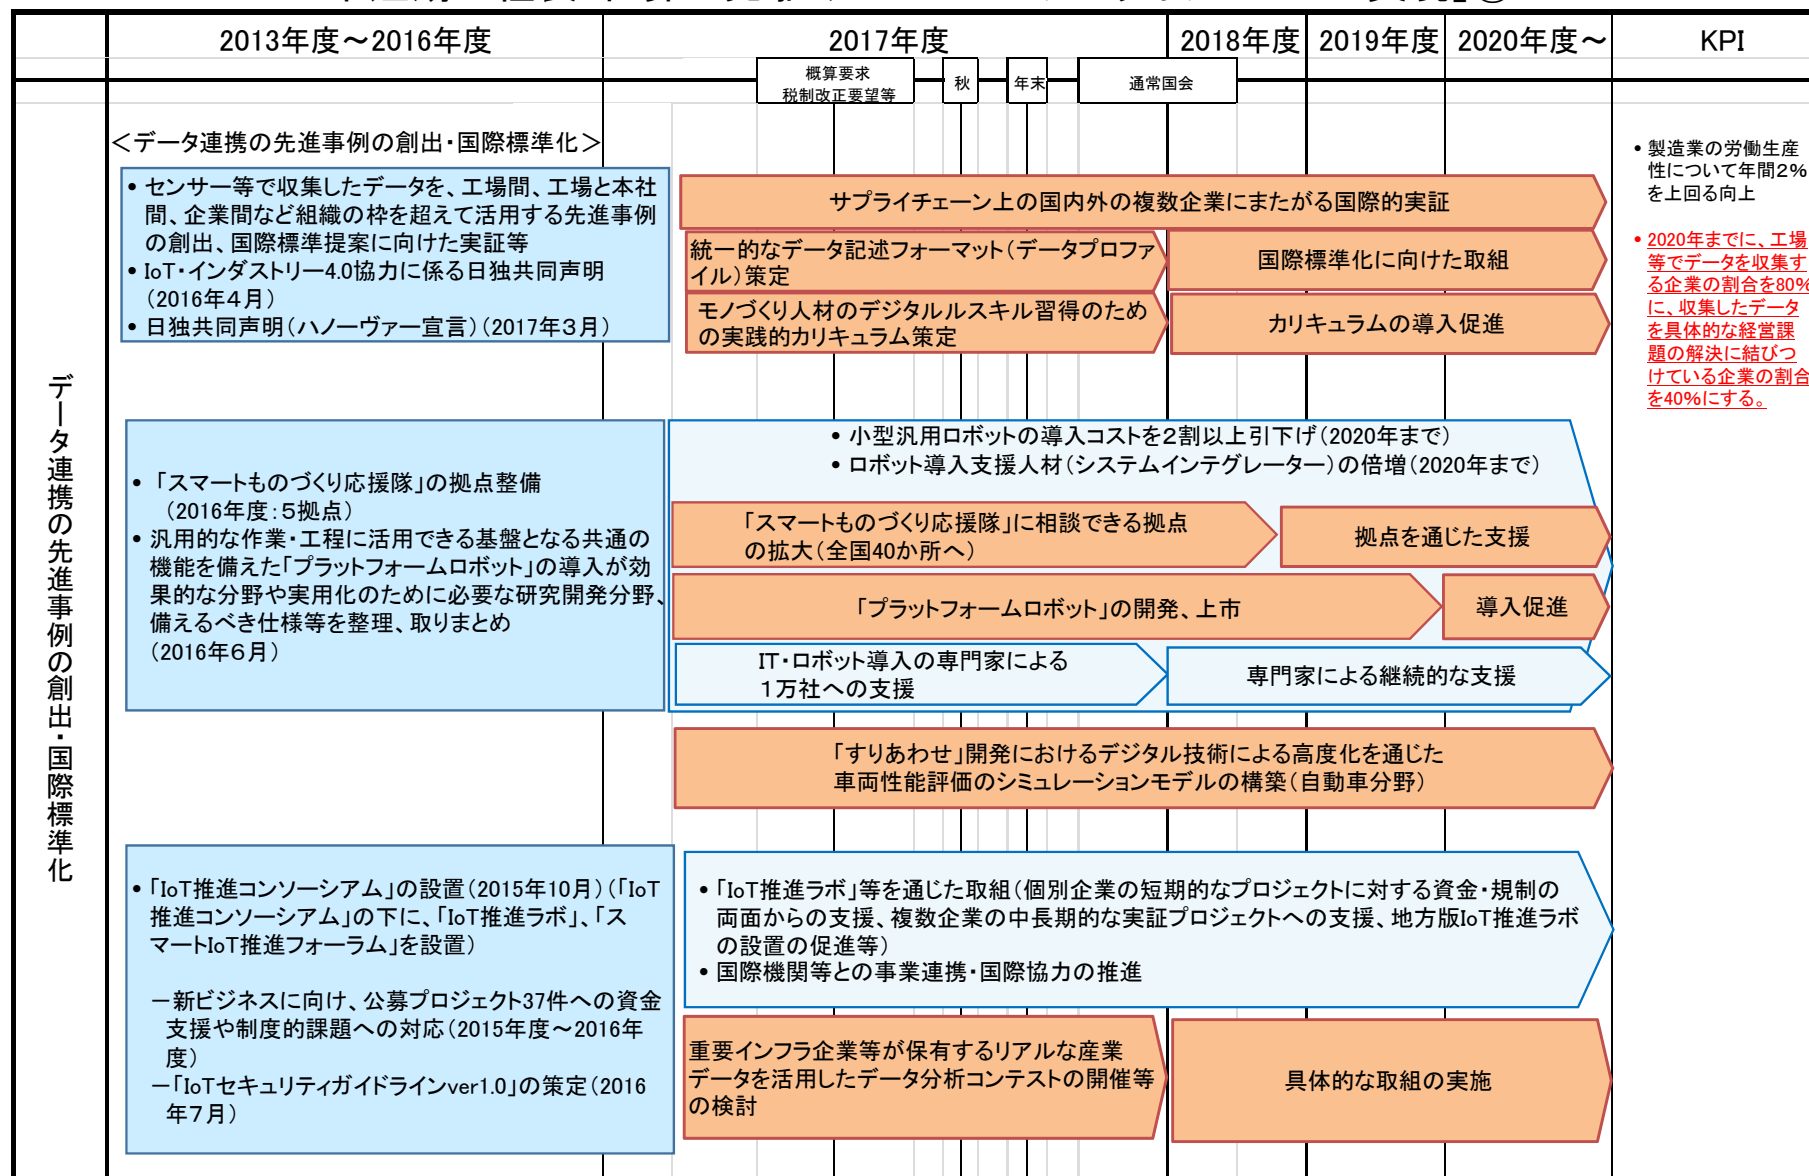 2013年度～2016年度
2017年度
2018年度
2019年度
2020年度～
KPI
概算要求
税制改正要望等
秋
年末
通常国会
データ連携の先進事例の創出・国際標準化
＜データ連携の先進事例の創出・国際標準化＞
• センサー等で収集したデータを、工場間、工場と本社
間、企業間など組織の枠を超えて活用する先進事例
の創出、国際標準提案に向けた実証等
• IoT・インダストリー4.0協力に係る日独共同声明
（2016年４月）
• 日独共同声明（ハノーヴァー宣言）（2017年３月）
サプライチェーン上の国内外の複数企業にまたがる国際的実証
統一的なデータ記述フォーマット（データプロファ
イル）策定
国際標準化に向けた取組
モノづくり人材のデジタルルスキル習得のため
の実践的カリキュラム策定
カリキュラムの導入促進
• 製造業の労働生産
性について年間２％
を上回る向上
• 2020年までに、工場
等でデータを収集す
る企業の割合を80％
に、収集したデータ
を具体的な経営課
題の解決に結びつ
けている企業の割合
を40％にする。
• 「スマートものづくり応援隊」の拠点整備
（2016年度：５拠点）
• 汎用的な作業・工程に活用できる基盤となる共通の
機能を備えた「プラットフォームロボット」の導入が効
果的な分野や実用化のために必要な研究開発分野、
備えるべき仕様等を整理、取りまとめ
（2016年６月）
• 小型汎用ロボットの導入コストを２割以上引下げ（2020年まで）
• ロボット導入支援人材（システムインテグレーター）の倍増（2020年まで）
「スマートものづくり応援隊」に相談できる拠点
の拡大（全国40か所へ）
拠点を通じた支援
「プラットフォームロボット」の開発、上市
導入促進
IT・ロボット導入の専門家による
１万社への支援
専門家による継続的な支援
「すりあわせ」開発におけるデジタル技術による高度化を通じた
車両性能評価のシミュレーションモデルの構築（自動車分野）
• 「IoT推進コンソーシアム」の設置（2015年10月）（「IoT
推進コンソーシアム」の下に、「IoT推進ラボ」、「ス
マートIoT推進フォーラム」を設置）
－新ビジネスに向け、公募プロジェクト37件への資金
支援や制度的課題への対応（2015年度～2016年
度）
－「IoTセキュリティガイドラインver1.0」の策定（2016
年７月）
• 「IoT推進ラボ」等を通じた取組（個別企業の短期的なプロジェクトに対する資金・規制の
両面からの支援、複数企業の中長期的な実証プロジェクトへの支援、地方版IoT推進ラボ
の設置の促進等）
• 国際機関等との事業連携・国際協力の推進
重要インフラ企業等が保有するリアルな産業
データを活用したデータ分析コンテストの開催等
の検討
具体的な取組の実施